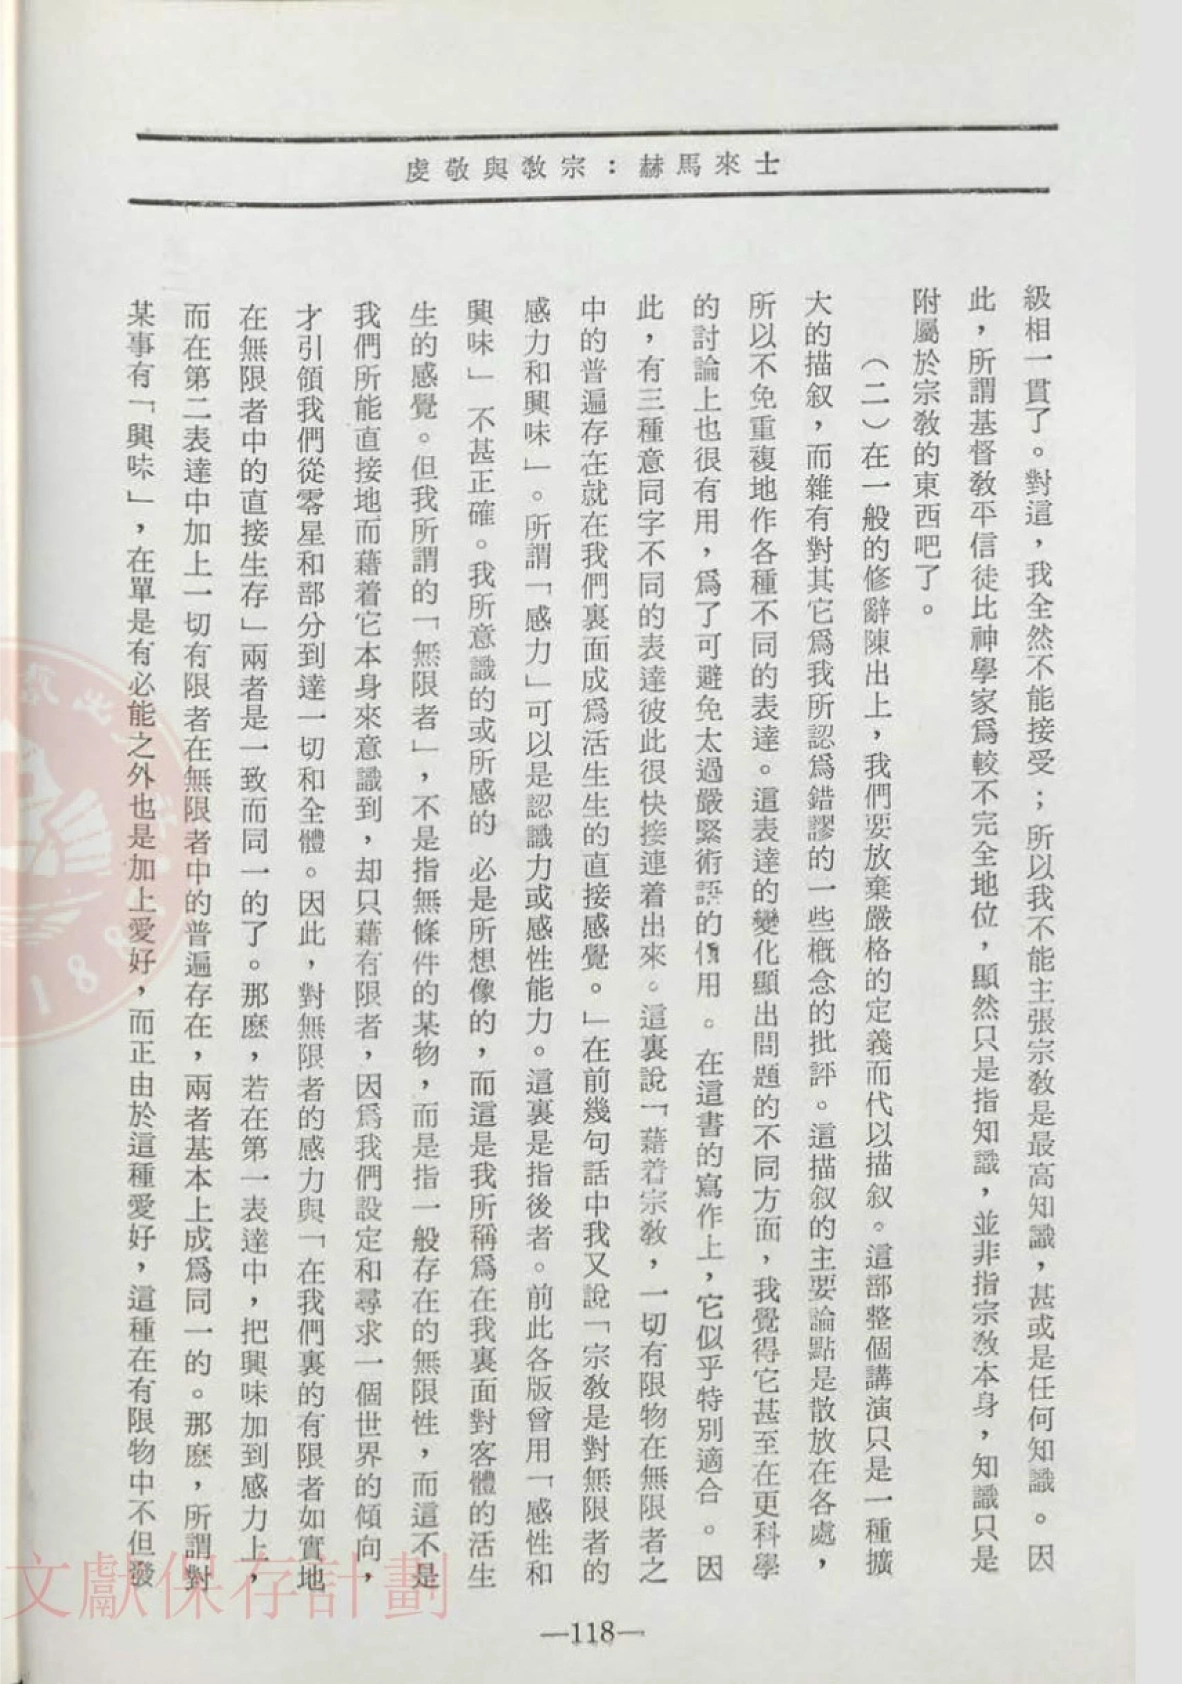 士來馬赫：宗教與敬虔
級相一貫了。對這，我全然不能接受；所以我不能主張宗教是最高知識，甚或是任何知識。因
此，所謂基督教平信徒比神學家爲較不完全地位，顯然只是指知識，並非指宗教本身，知識只是
附屬於宗教的東西吧了。
（二）在一般的修辭陳出上，我們要放棄嚴格的定義而代以描叙。這部整個講演只是一種擴
大的描叙，而雜有對其它爲我所認爲錯謬的一些概念的批評。這描叙的主要論點是散放在各處，
所以不免重複地作各種不同的表達。這表達的變化顯出問題的不同方面，我覺得它甚至在更科學
的討論上也很有用，爲了可避免太過嚴緊術語的用。在這書的寫作上，它似乎特別適合。因
此，有三種意同字不同的表達彼此很快接連着出來。這裏說「藉着宗教，一切有限物在無限者之
中的普遍存在就在我們裏面成爲活生生的直接感覺。」在前幾句話中我又說「宗教是對無限者的
感力和興味」。所謂「感力」可以是認識力或感性能力。這裏是指後者。前此各版曾用「感性和
興味」不甚正確。我所意識的或所感的 必是所想像的，而這是我所稱爲在我裏面對客體的活生
生的感覺。但我所謂的「無限者」，不是指無條件的某物，而是指一般存在的無限性，而這不是
我們所能直接地而藉着它本身來意識到，却只藉有限者，因爲我們設定和尋求一個世界的傾向，
才引領我們從零星和部分到達一切和全體。因此，對無限者的感力與「在我們裏的有限者如實地
在無限者中的直接生存」兩者是一致而同一的了。那麽，若在第一表達中，把興味加到感力上，
而在第二表達中加上一切有限者在無限者中的普遍存在，兩者基本上成爲同一的。那麽，所謂對
某事有「興味」，在單是有必能之外也是加上愛好，而正由於這種愛好，這種在有限物中不但發
—118—
文獻保存計劃
188